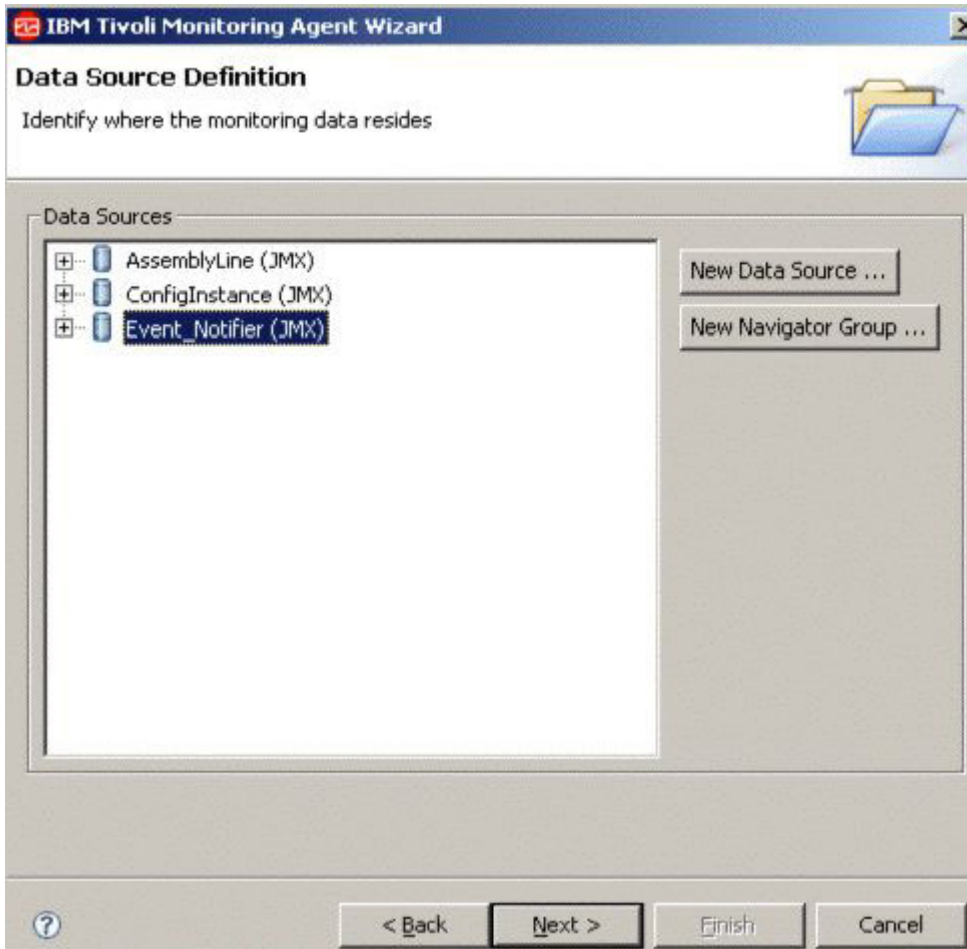 IBM Tivoli Monitoring Agent Wizard
Data Source Definition
Identify where the monitoring data resides
Data Sources
AssemblyLine (JMX)
ConfigInstance (JMX)
Event_Notifier (JMX)
New Data Source ...
New Navigator Group ...
?
< Back
Next >
Finish
Cancel